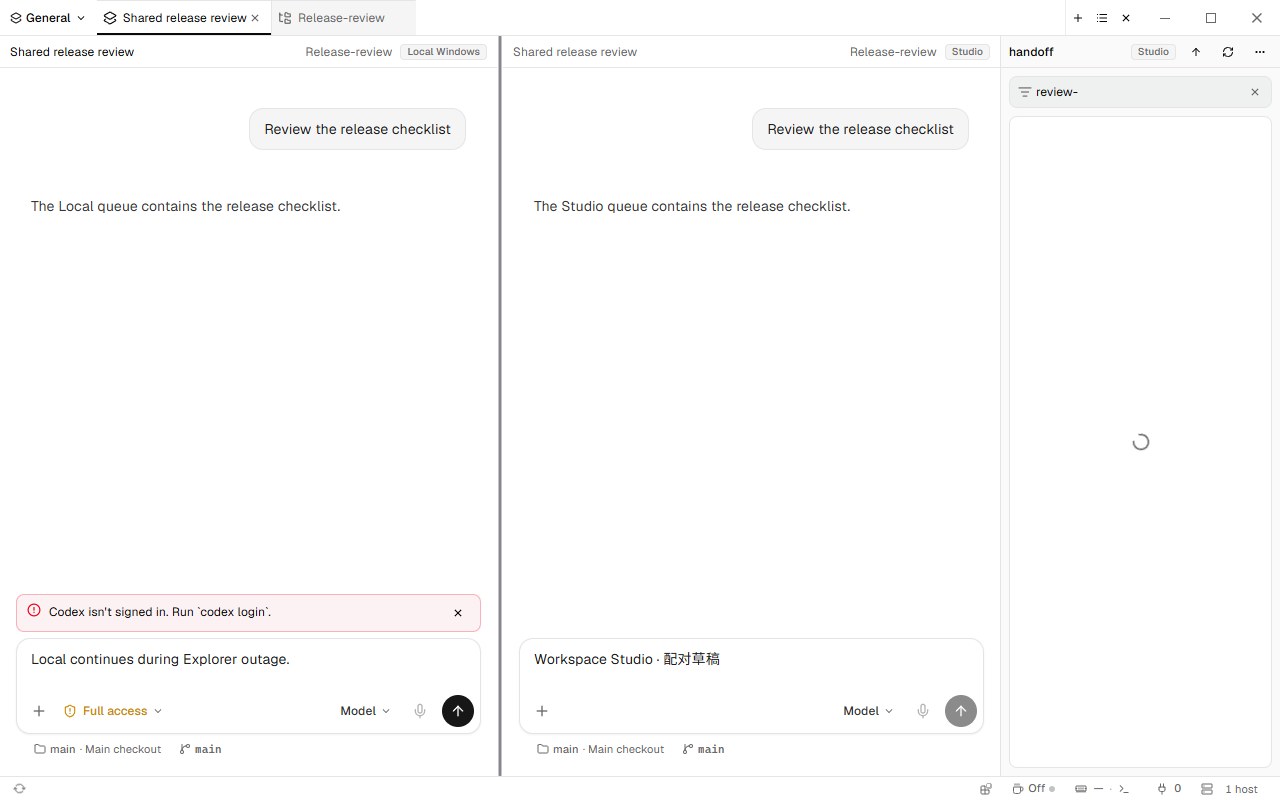 General
Shared release review
Release-review
Shared release review
Release-review
Local Windows
Review the release checklist
The Local queue contains the release checklist.
Codex isn't signed in. Run `codex login`.
Local continues during Explorer outage.
Full access
Model
main · Main checkout
main
Shared release review
Release-review
Studio
Review the release checklist
The Studio queue contains the release checklist.
Workspace Studio · 配对草稿
Model
main · Main checkout
main
handoff
Studio
review-
Off
0
1 host